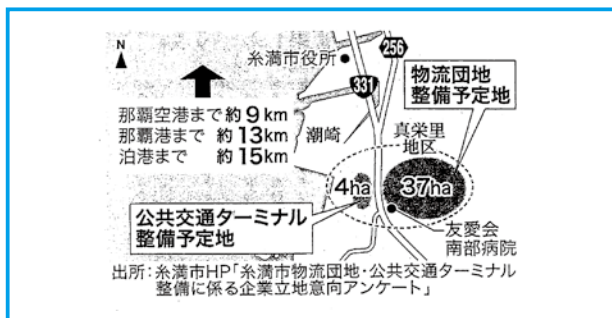 N
糸満市役所
256
331
物流団地
整備予定地
那覇空港まで約9km
那覇港まで 約13km
泊港まで 約15km
潮崎
真栄里
地区
4ha
37ha
公共交通ターミナル
整備予定地
友愛会
南部病院
出所:糸満市HP「糸満市物流団地・公共交通ターミナル
整備に係る企業立地意向アンケート」